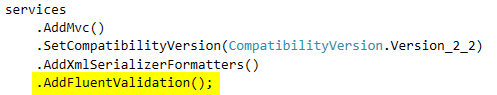 services
.AddMvc()
.SetCompatibilityVersion(CompatibilityVersion.Version_2_2)
.AddXmlSerializerFormatters()
.AddFluentValidation();